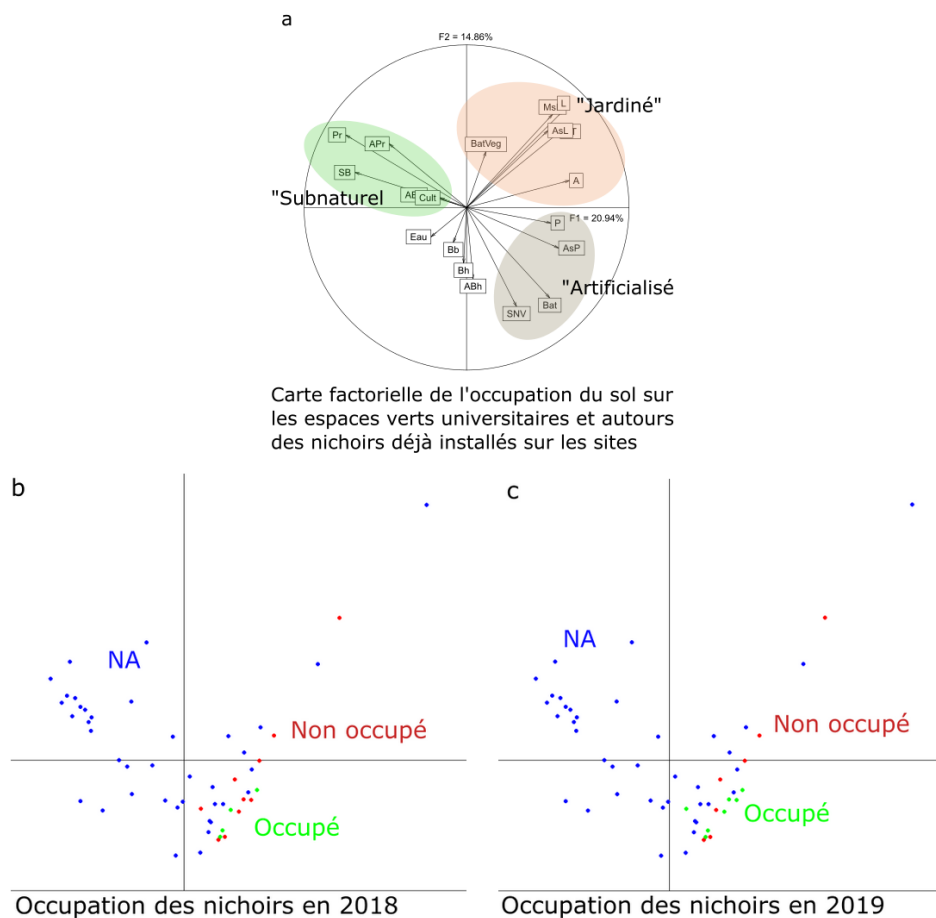 a
F2 = 14.86%
L
"Jardiné"
AsL
BatVeg
Pr
APr
SB
A
Cult
"Subnaturel
F1 = 20.94%
P
Eau
AsP
Bb
Bh
ABh
"Artificialisé
Bat
SNV
Carte factorielle de l'occupation du sol sur
les espaces verts universitaires et autours
des nichoirs déjà installés sur les sites
b
NA
Non occupé
Occupé
Occupation des nichoirs en 2018
c
NA
Non occupé
Occupé
Occupation des nichoirs en 2019